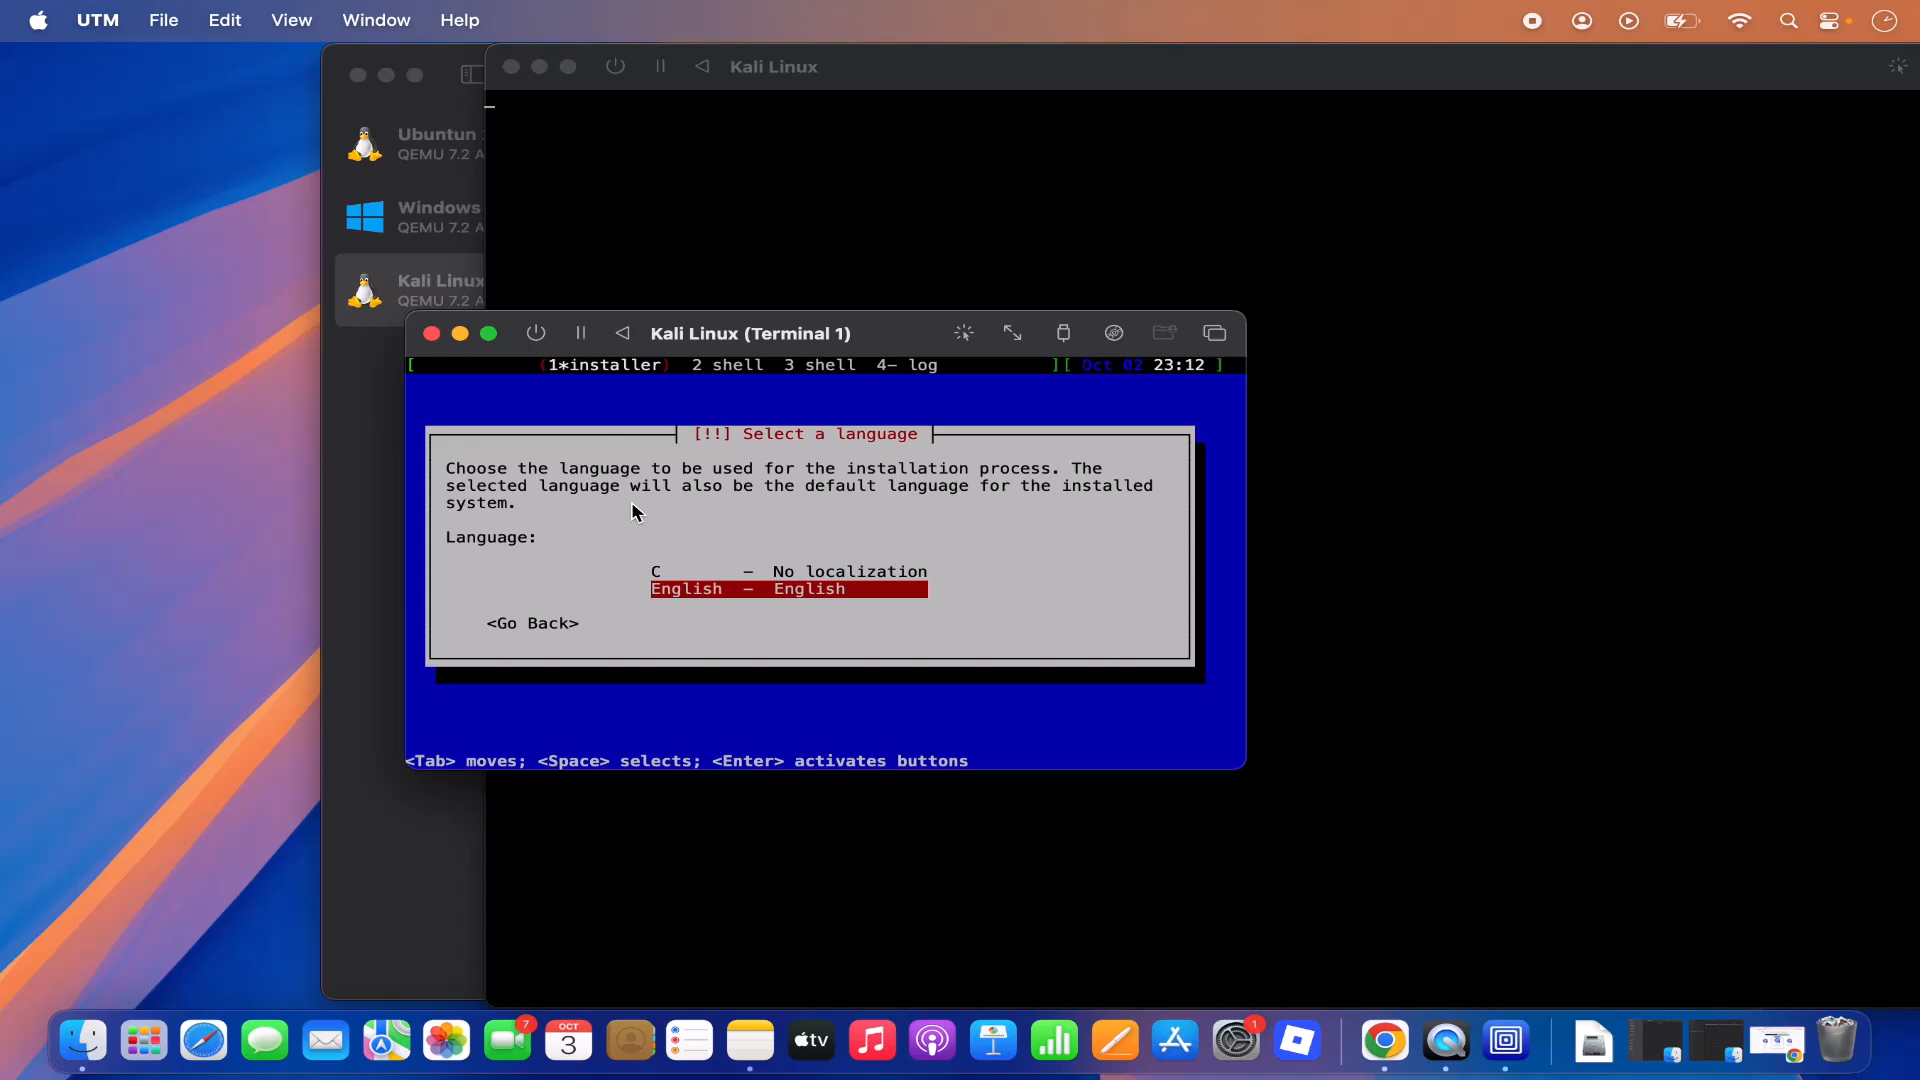 UTM File Edit View Window Help
Kali Linux
Ubuntun
QEMU 7.2 A
Windows
QEMU 7.2 A
Kali Linux
QEMU 7.2 A
Kali Linux (Terminal 1)
[ (1*installer) 2 shell 3 shell 4- log ][ Oct 02 23:12 ]
[!!] Select a language
Choose the language to be used for the installation process. The
selected language will also be the default language for the installed
system.
Language:
C - No localization
English - English
<Go Back>
<Tab> moves; <Space> selects; <Enter> activates buttons
7
OCT
3
tv
1